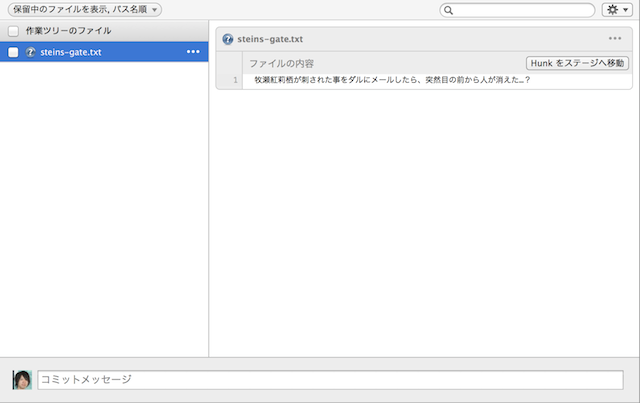 保留中のファイルを表示, パス名順
作業ツリーのファイル
steins-gate.txt
steins-gate.txt
ファイルの内容
Hunk をステージへ移動
1 牧瀬紅莉栖が刺された事をダルにメールしたら、突然目の前から人が消えた…？
コミットメッセージ